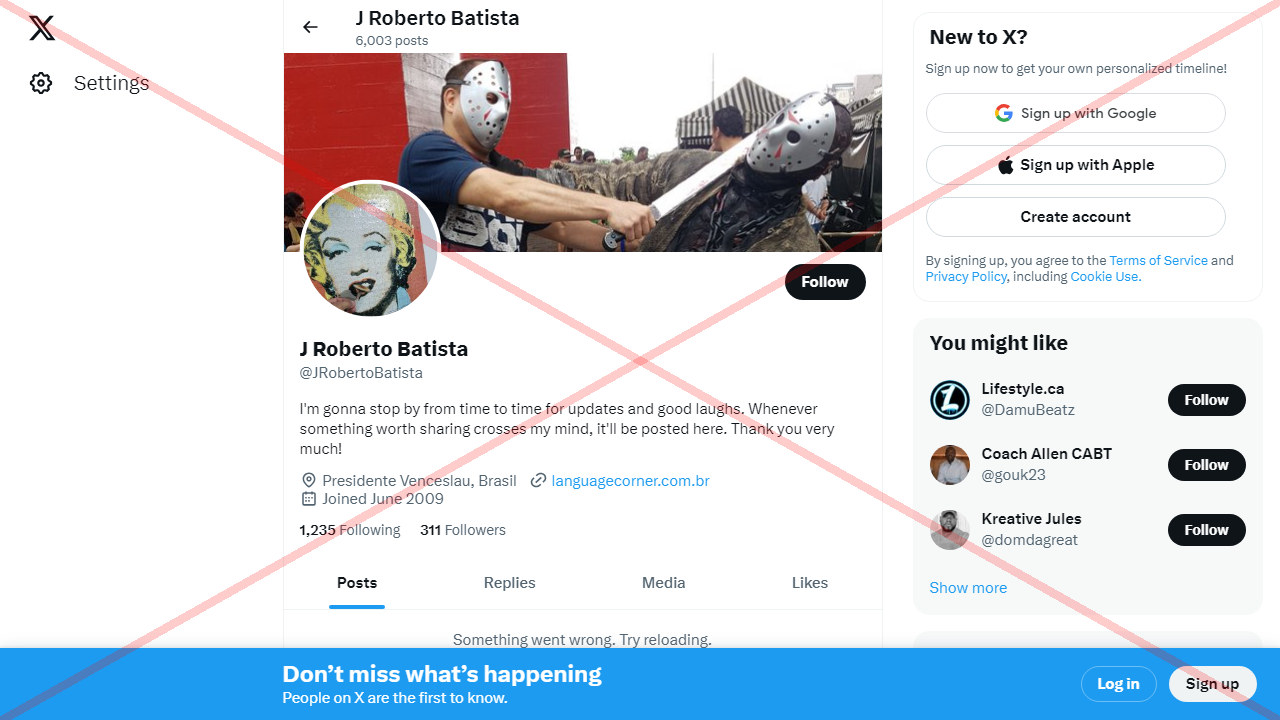 Settings
J Roberto Batista
6,003 posts
Follow
J Roberto Batista
@JRobertoBatista
I'm gonna stop by from time to time for updates and good laughs. Whenever
something worth sharing crosses my mind, it'll be posted here. Thank you very
much!
Presidente Venceslau, Brasil languagecorner.com.br
Joined June 2009
1,235 Following 311 Followers
Posts Replies Media Likes
Something went wrong. Try reloading.
New to X?
Sign up now to get your own personalized timeline!
Sign up with Google
Sign up with Apple
Create account
By signing up, you agree to the Terms of Service and
Privacy Policy, including Cookie Use.
You might like
Lifestyle.ca
@DamuBeatz
Follow
Coach Allen CABT
@gouk23
Follow
Kreative Jules
@domdagreat
Follow
Show more
Don’t miss what’s happening
People on X are the first to know.
Log in
Sign up